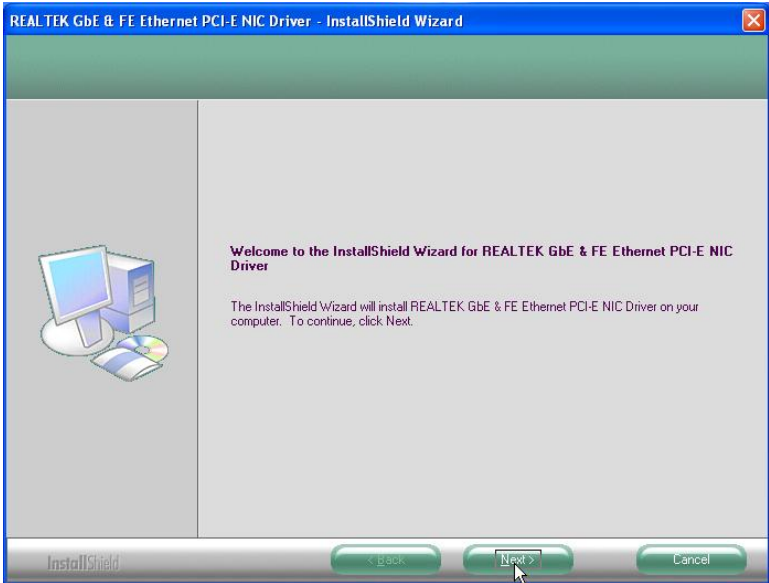 REALTEK GbE & FE Ethernet PCI-E NIC Driver - InstallShield Wizard
Welcome to the InstallShield Wizard for REALTEK GbE & FE Ethernet PCI-E NIC
Driver
The InstallShield Wizard will install REALTEK GbE & FE Ethernet PCI-E NIC Driver on your
computer. To continue, click Next.
InstallShield
< Back
Next >
Cancel